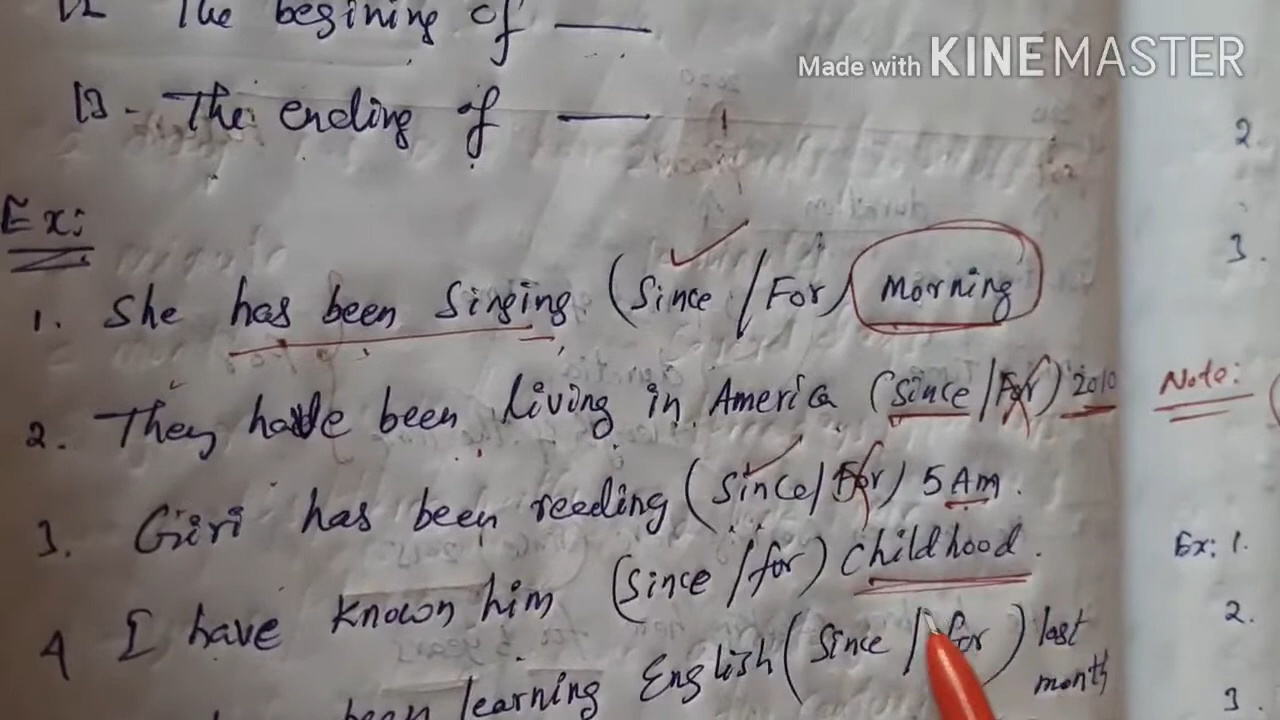 12 The begining of ——
Made with KINEMASTER
13 - The ending of ——
Ex:
1. She has been Singing (Since / For) morning
2. They have been living in America (Since / For) 2010
3. Giri has been reading (Since / For) 5 Am.
4 I have known him (Since / for) childhood.
been learning English (Since / for) last month
2.
3.
Note:
Ex: 1.
2.
3.